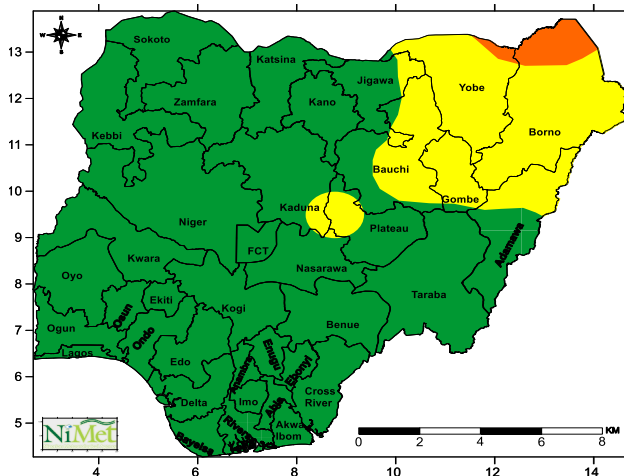 N
W E
S
13
12
11
10
9
8
7
6
5
Sokoto
Katsina
Jigawa
Yobe
Zamfara
Kano
Borno
Kebbi
Bauchi
Gombe
Kaduna
Niger
Plateau
Adamawa
FCT
Kwara
Nasarawa
Oyo
Taraba
Ekiti
Kogi
Osun
Ogun
Ondo
Benue
Lagos
Edo
Enugu
Anambra
Ebonyi
Cross
River
Delta
Imo
Abia
Akwa
Ibom
Rivers
Bayelsa
NiMet
KM
0 2 4 6 8
4 6 8 10 12 14